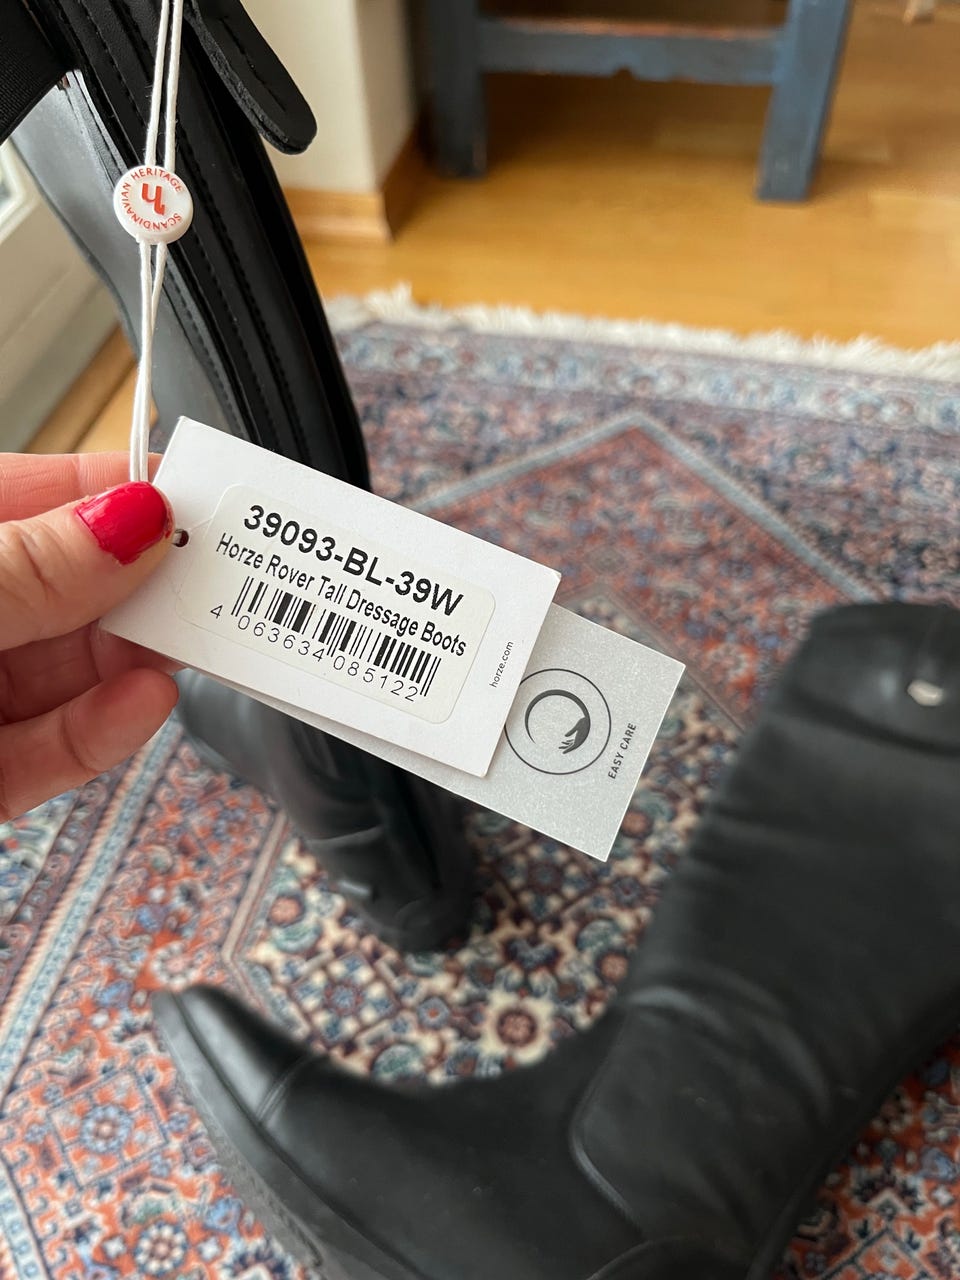 SCANDINAVIAN HERITAGE
39093-BL-39W
Horze Rover Tall Dressage Boots
4 063634 085122
horze.com
EASY CARE